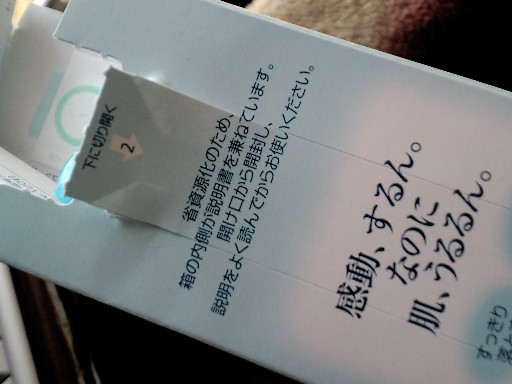 下に切り開く
2
省資源化のため、
箱の内側が説明書を兼ねています。
開け口から開封し、
説明をよく読んでからお使いください。
感動、するん。
なのに
肌、うるるん。
すっきり